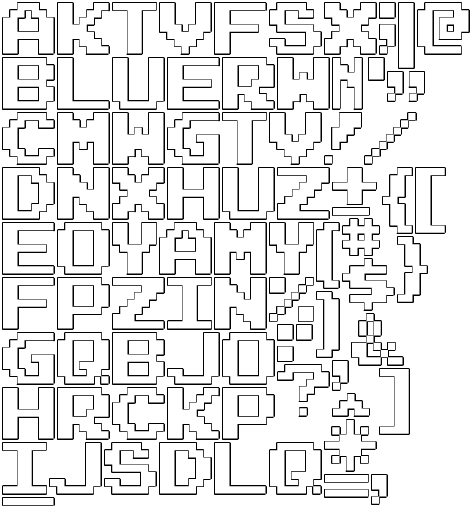 AKTVFSX;|@
BLUERWN"
CMWGTV/
DNXHUZ±{[
EOYAMY(#}
FPZIN%)$
GQBJO:?!&]
HRCKP^
IJSDLQ*=,
_